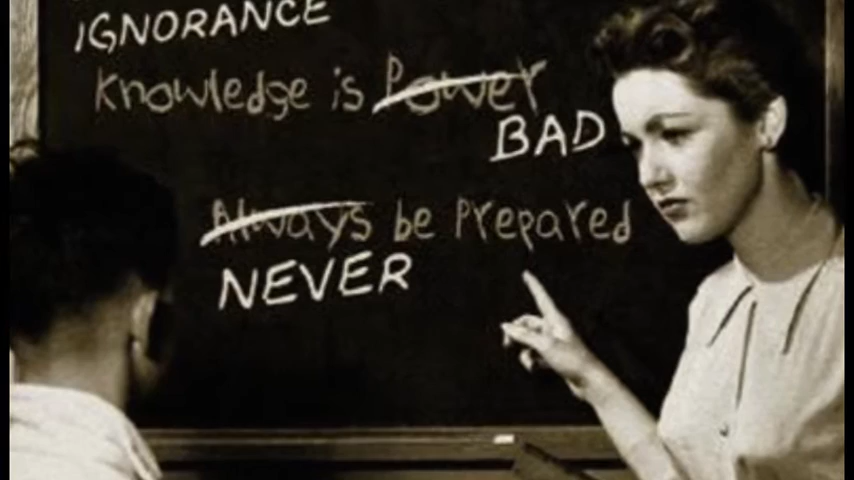 IGNORANCE
Knowledge is Power
BAD
Always be Prepared
NEVER